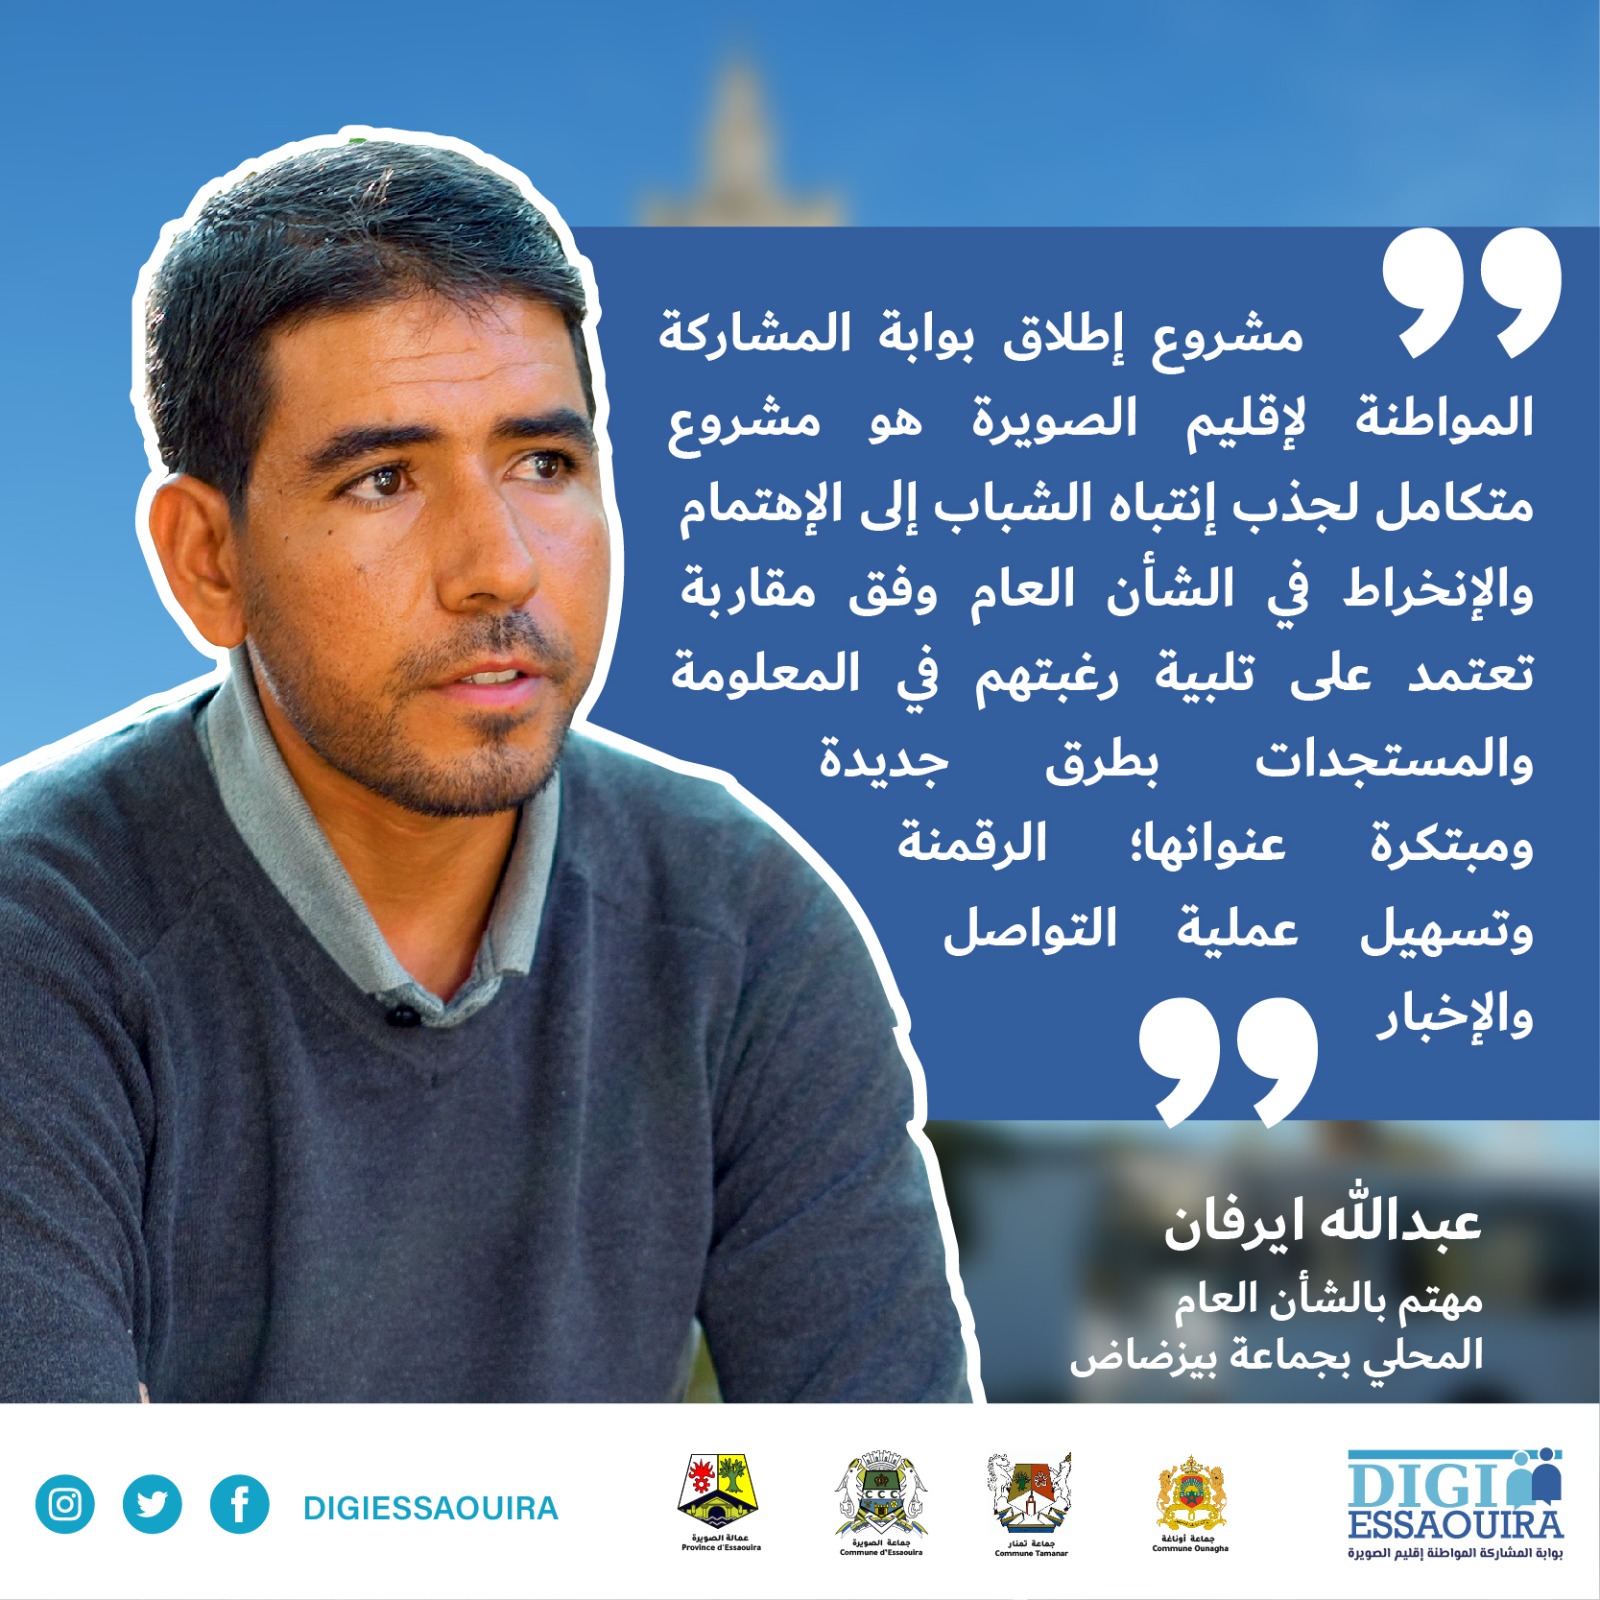 مشروع إطلاق بوابة المشاركة
المواطنة لإقليم الصويرة هو مشروع
متكامل لجذب إنتباه الشباب إلى الإهتمام
والإنخراط في الشأن العام وفق مقاربة
تعتمد على تلبية رغبتهم في المعلومة
والمستجدات بطرق جديدة
ومبتكرة عنوانها؛ الرقمنة
وتسهيل عملية التواصل
والإخبار
عبدالله ايرفان
مهتم بالشأن العام
المحلي بجماعة بيزضاض
DIGIESSAOUIRA
عمالة الصويرة
Province d'Essaouira
جماعة الصويرة
Commune d'Essaouira
جماعة تمنار
Commune Tamanar
جماعة أوناغة
Commune Ounagha
DIGI
ESSAOUIRA
بوابة المشاركة المواطنة إقليم الصويرة